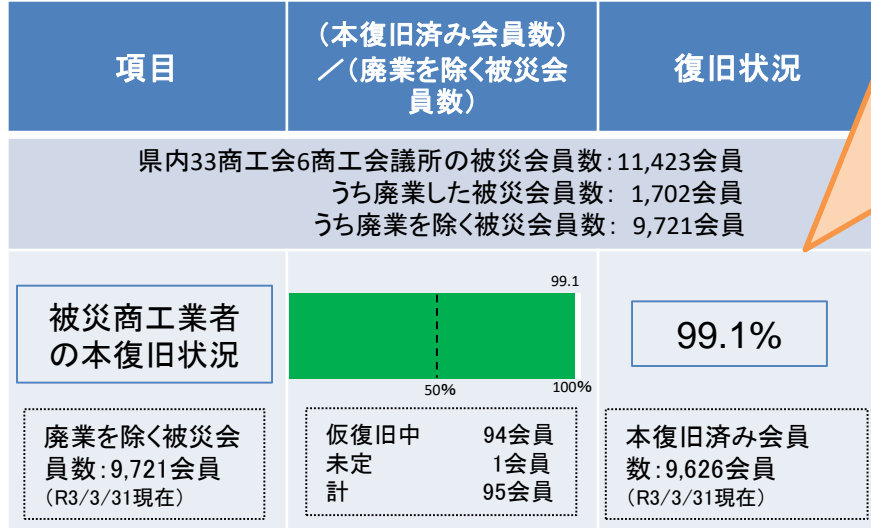 項目
(本復旧済み会員数)
／(廃業を除く被災会
員数)
復旧状況
県内33商工会6商工会議所の被災会員数:11,423会員
うち廃業した被災会員数: 1,702会員
うち廃業を除く被災会員数: 9,721会員
被災商工業者
の本復旧状況
99.1
50%
100%
99.1%
廃業を除く被災会
員数:9,721会員
(R3/3/31現在)
仮復旧中 94会員
未定 1会員
計 95会員
本復旧済み会員
数:9,626会員
(R3/3/31現在)